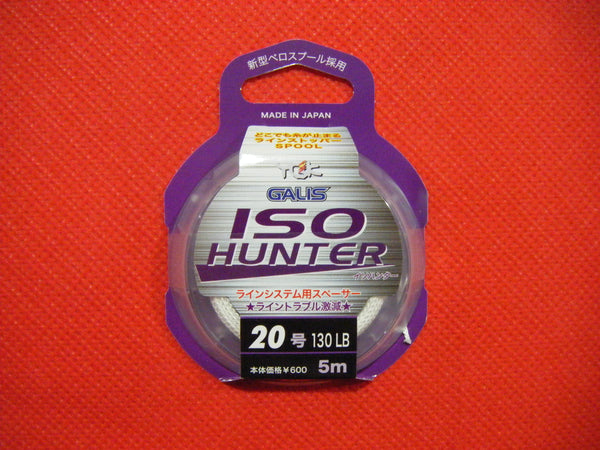 新型ベロスプール採用
MADE IN JAPAN
どこでも糸が止まる
ラインストッパー
SPOOL
TGK
GALIS
ISO
HUNTER
イソハンター
ラインシステム用スペーサー
★ライントラブル激減★
20号 130LB
本体価格¥600 5m